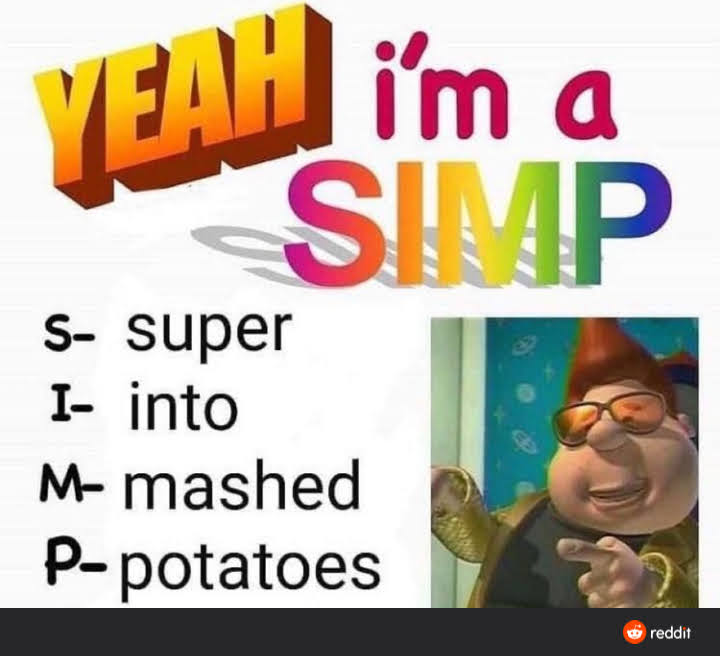 YEAH i'm a
SIMP
S- super
I- into
M- mashed
P- potatoes
reddit